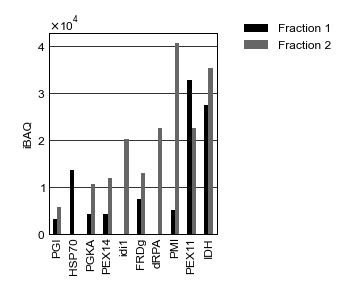 ×10⁴
Fraction 1
Fraction 2
4
3
2
1
0
iBAQ
PGI
HSP70
PGKA
PEX14
idi1
FRDg
dRPA
PMI
PEX11
IDH